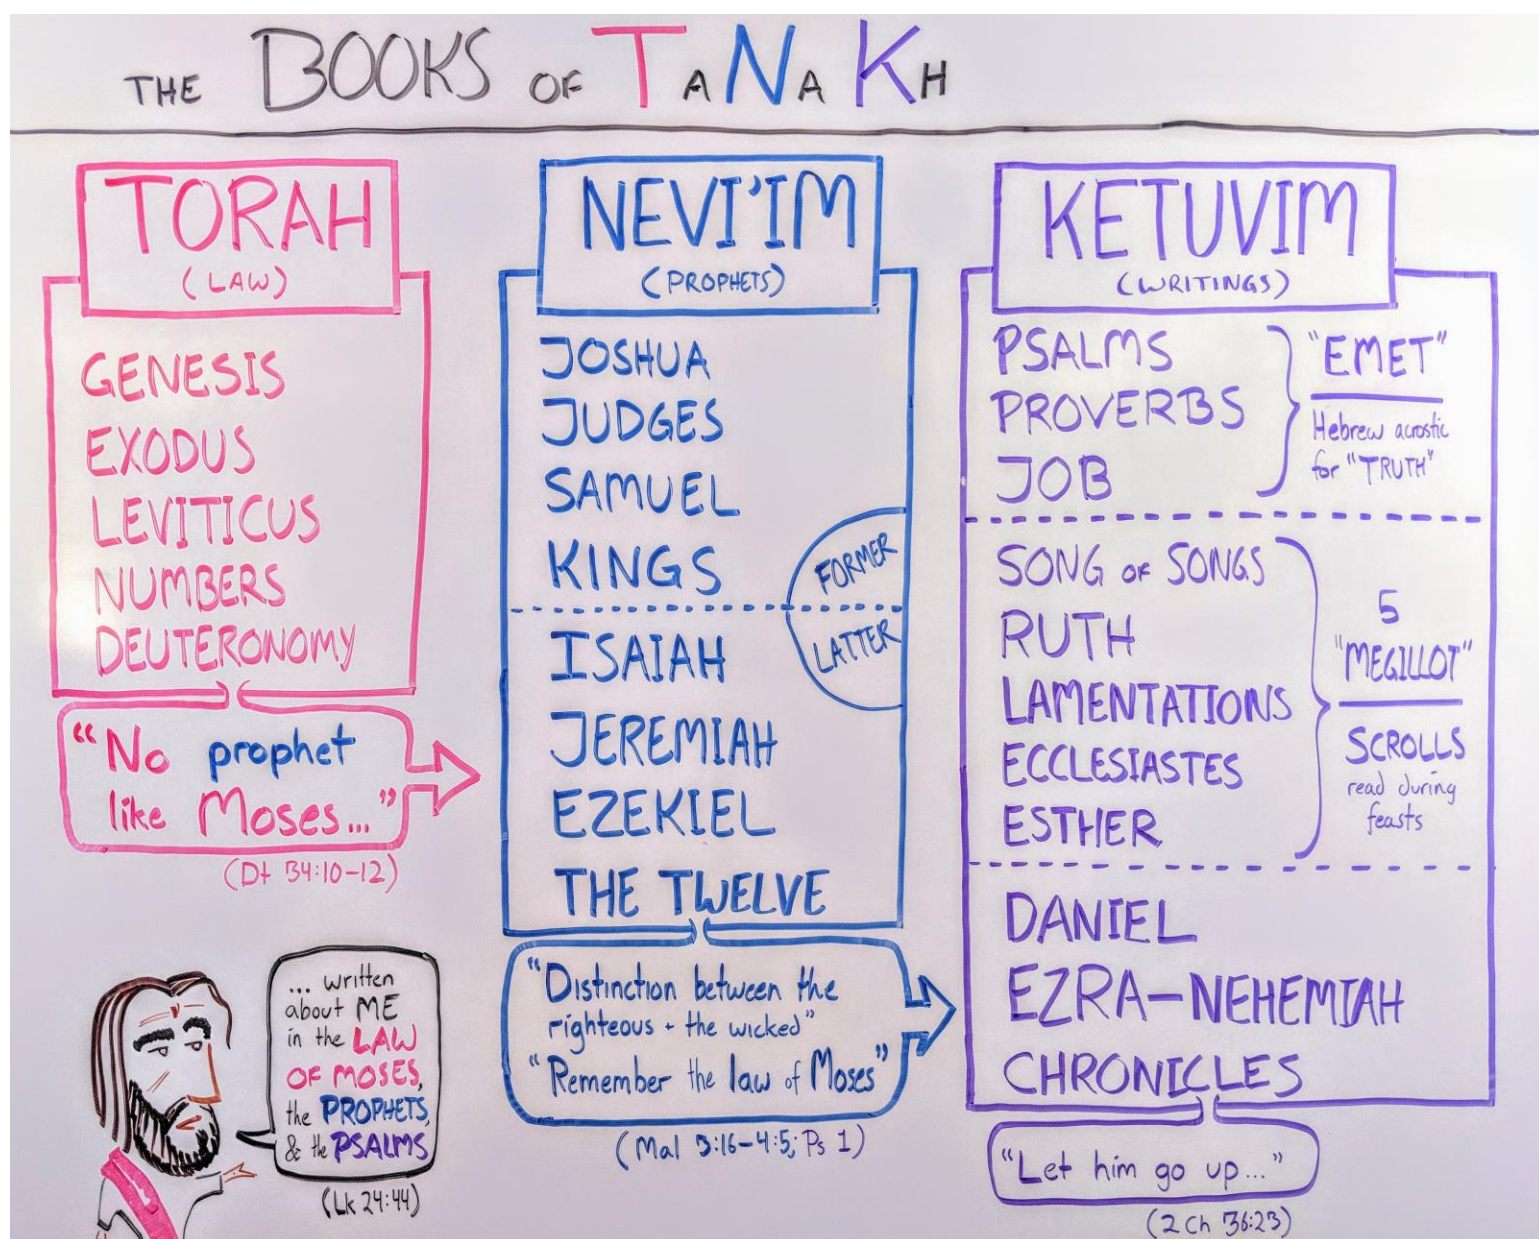 THE BOOKS OF TANAKH
TORAH
(LAW)
GENESIS
EXODUS
LEVITICUS
NUMBERS
DEUTERONOMY
"No prophet
like Moses..."
(Dt 34:10-12)
... written
about ME
in the LAW
OF MOSES,
the PROPHETS,
& the PSALMS
(Lk 24:44)
NEVI'IM
(PROPHETS)
JOSHUA
JUDGES
SAMUEL
KINGS
FORMER
LATTER
ISAIAH
JEREMIAH
EZEKIEL
THE TWELVE
"Distinction between the
righteous + the wicked"
"Remember the law of Moses"
(Mal 3:16-4:5; Ps 1)
KETUVIM
(WRITINGS)
PSALMS
PROVERBS
JOB
"EMET"
Hebrew acrostic
for "TRUTH"
SONG OF SONGS
RUTH
LAMENTATIONS
ECCLESIASTES
ESTHER
5
"MEGILLOT"
SCROLLS
read during
feasts
DANIEL
EZRA-NEHEMIAH
CHRONICLES
"Let him go up..."
(2 Ch 36:23)